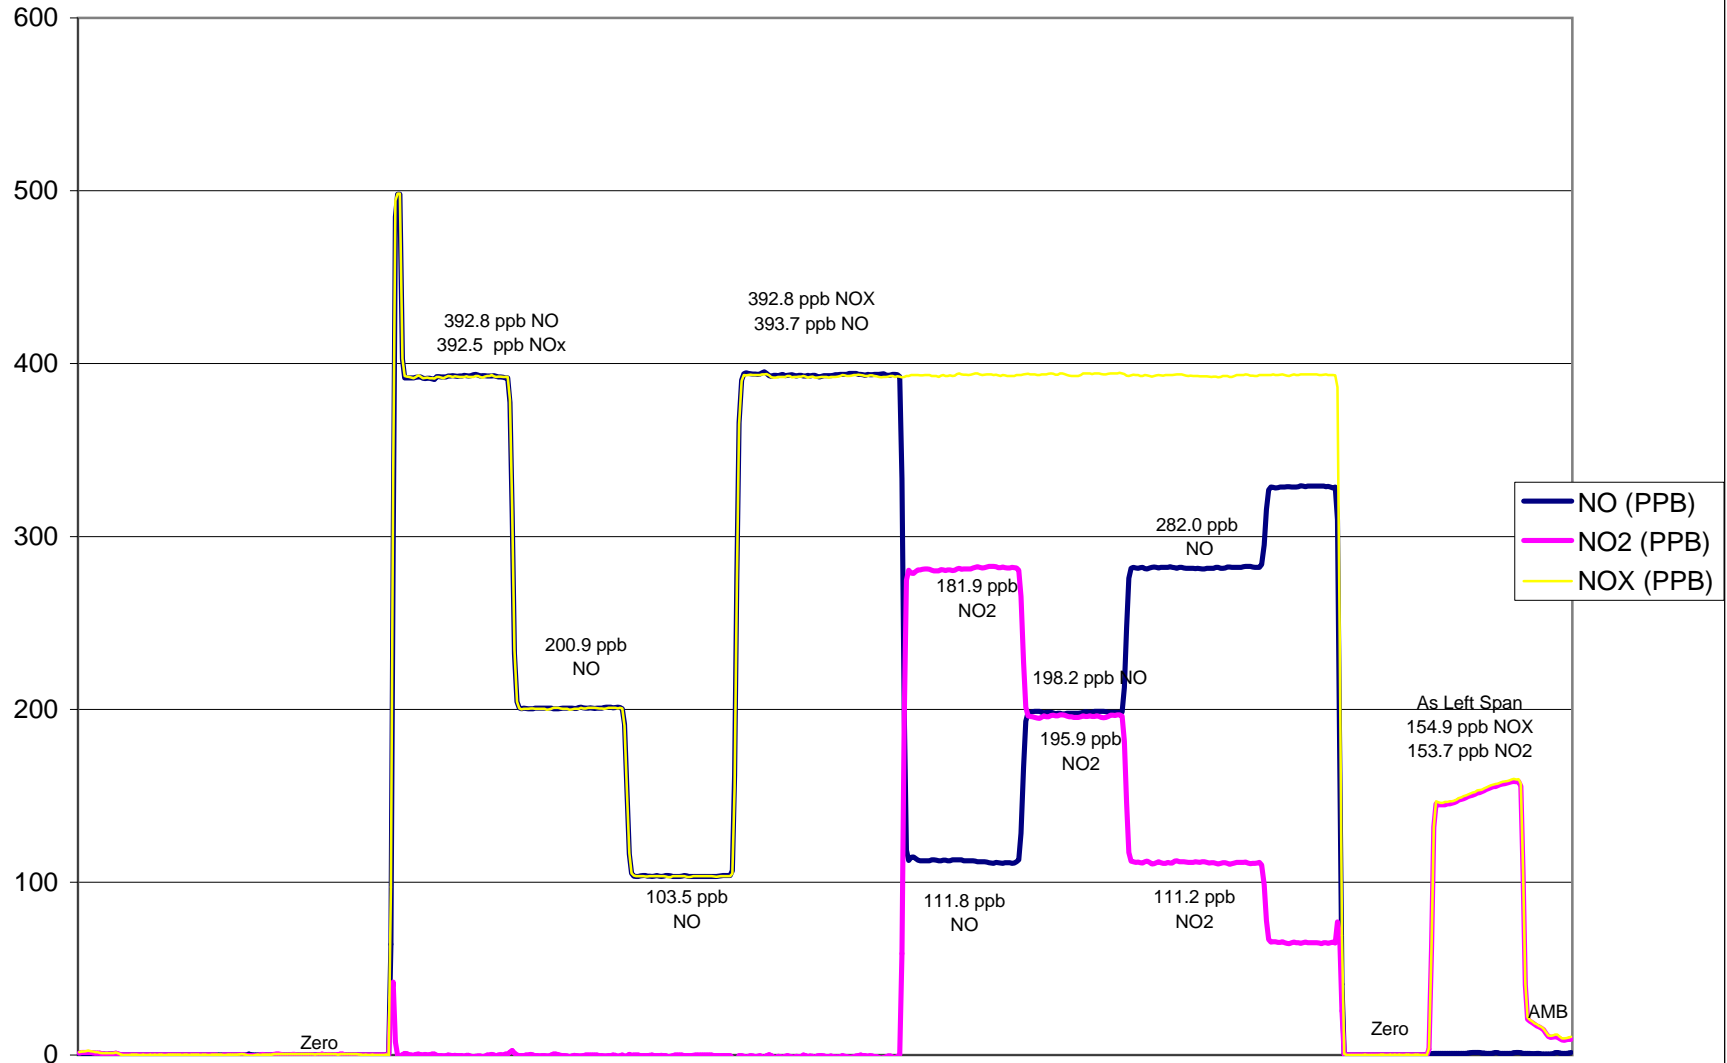 600
500
400
300
200
100
0
392.8 ppb NO
392.5 ppb NOx
392.8 ppb NOX
393.7 ppb NO
200.9 ppb
NO
103.5 ppb
NO
181.9 ppb
NO2
111.8 ppb
NO
198.2 ppb NO
195.9 ppb
NO2
282.0 ppb
NO
111.2 ppb
NO2
As Left Span
154.9 ppb NOX
153.7 ppb NO2
Zero
Zero
AMB
NO (PPB)
NO2 (PPB)
NOX (PPB)